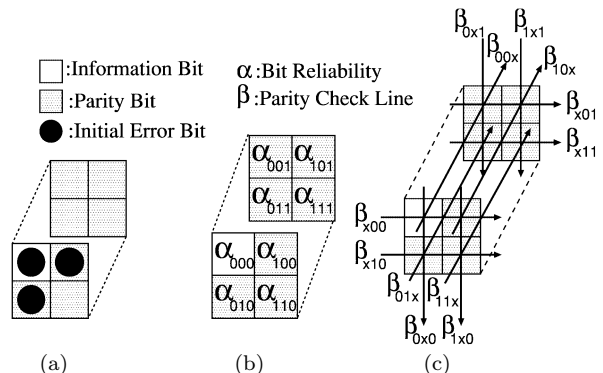 :Information Bit
:Parity Bit
:Initial Error Bit
α:Bit Reliability
β:Parity Check Line
α001 α101
α011 α111
α000 α100
α010 α110
β0x1 β1x1
β00x β10x
βx01
βx11
βx00
βx10
β01x β11x
β0x0 β1x0
(a) (b) (c)